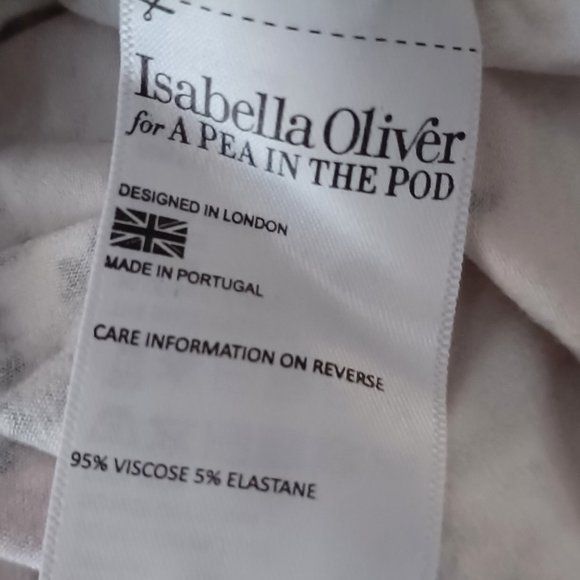 Isabella Oliver
for A PEA IN THE POD
DESIGNED IN LONDON
MADE IN PORTUGAL
CARE INFORMATION ON REVERSE
95% VISCOSE 5% ELASTANE